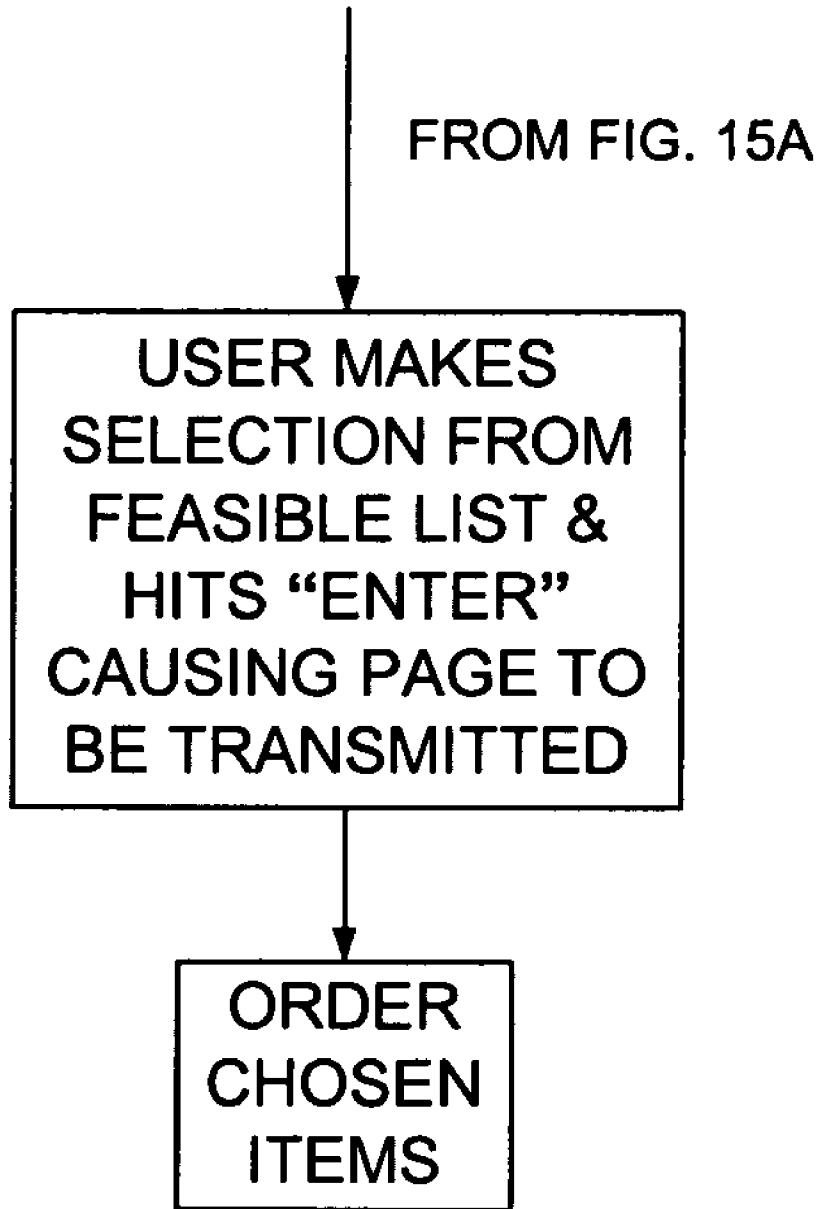 FROM FIG. 15A
USER MAKES
SELECTION FROM
FEASIBLE LIST &
HITS “ENTER”
CAUSING PAGE TO
BE TRANSMITTED
ORDER
CHOSEN
ITEMS